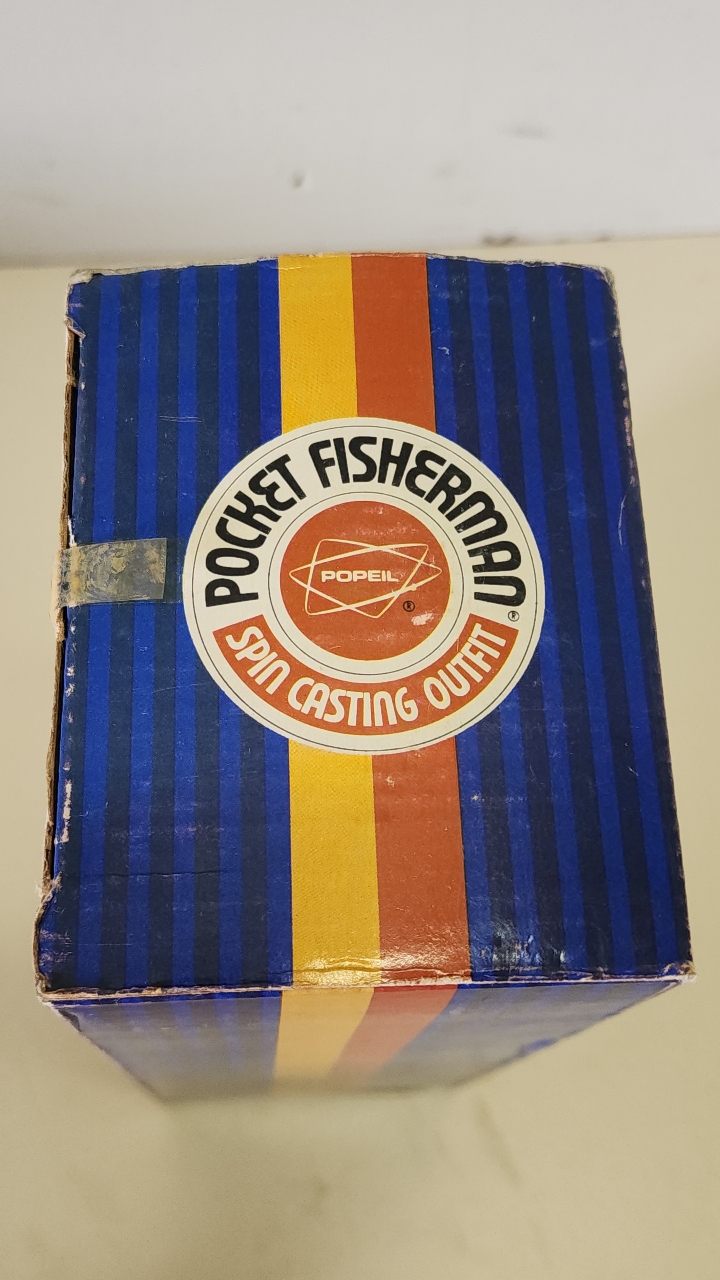 POCKET FISHERMAN®
POPEIL®
SPIN CASTING OUTFIT